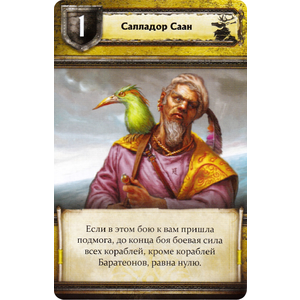 1
Салладор Саан
Если в этом бою к вам пришла
подмога, до конца боя боевая сила
всех кораблей, кроме кораблей
Баратеонов, равна нулю.